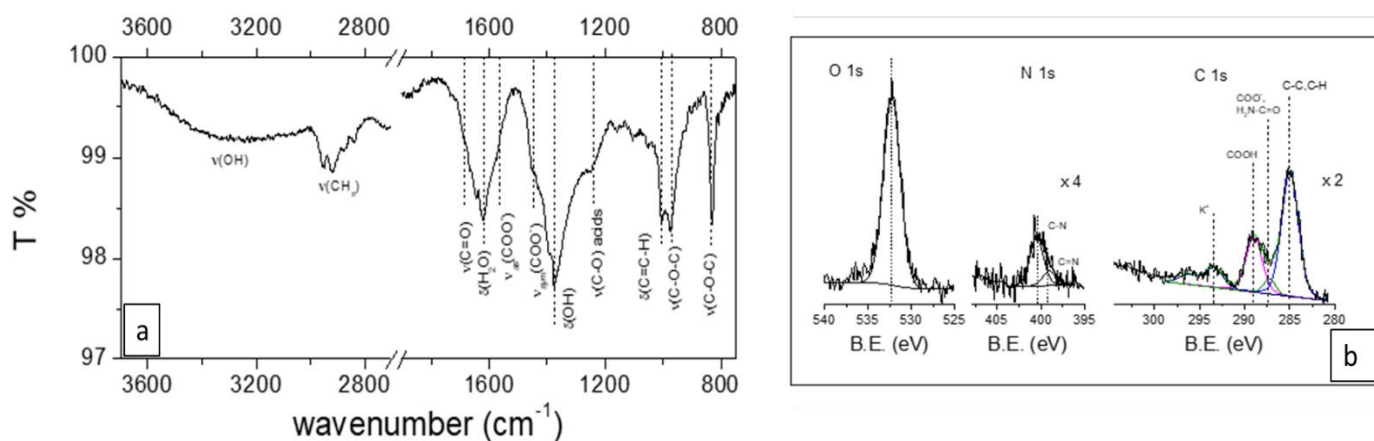 3600 3200 2800 1600 1200 800
100
99
98
97
T %
ν(OH)
ν(CHx)
ν(C=O)
δ(H2O)
(COO)
(COO-)
δ(OH)
ν(C-O) acids
δ(C=C-H)
ν(C-O-C)
ν(C-O-C)
a
3600 3200 2800 1600 1200 800
wavenumber (cm-1)
O 1s
540 535 530 525
B.E. (eV)
N 1s
x 4
C-N
C=N
405 400 395
B.E. (eV)
C 1s
C-C,C-H
COO-,
H2N-C=O
COOH
x 2
K+
300 295 290 285 280
B.E. (eV)
b